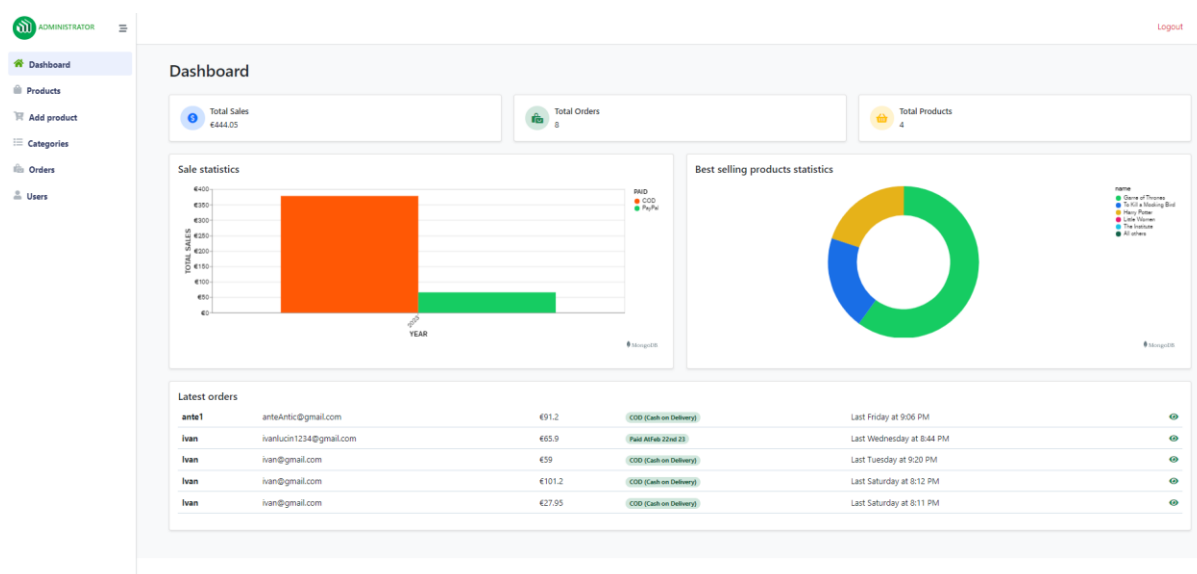 ADMINISTRATOR
Logout
Dashboard
Products
Add product
Categories
Orders
Users
Dashboard
Total Sales
€444.05
Total Orders
8
Total Products
4
Sale statistics
€400
€350
€300
€250
€200
€150
€100
€50
€0
TOTAL SALES
2023
YEAR
PAID
COD
PayPal
MongoDB
Best selling products statistics
name
Game of Thrones
To Kill a Mocking Bird
Harry Potter
Little Women
The Institute
All others
MongoDB
Latest orders
ante1 anteAntic@gmail.com €91.2 COD (Cash on Delivery) Last Friday at 9:06 PM
ivan ivanlucin1234@gmail.com €65.9 Paid AtFeb 22nd 23 Last Wednesday at 8:44 PM
Ivan ivan@gmail.com €59 COD (Cash on Delivery) Last Tuesday at 9:20 PM
Ivan ivan@gmail.com €101.2 COD (Cash on Delivery) Last Saturday at 8:12 PM
Ivan ivan@gmail.com €27.95 COD (Cash on Delivery) Last Saturday at 8:11 PM